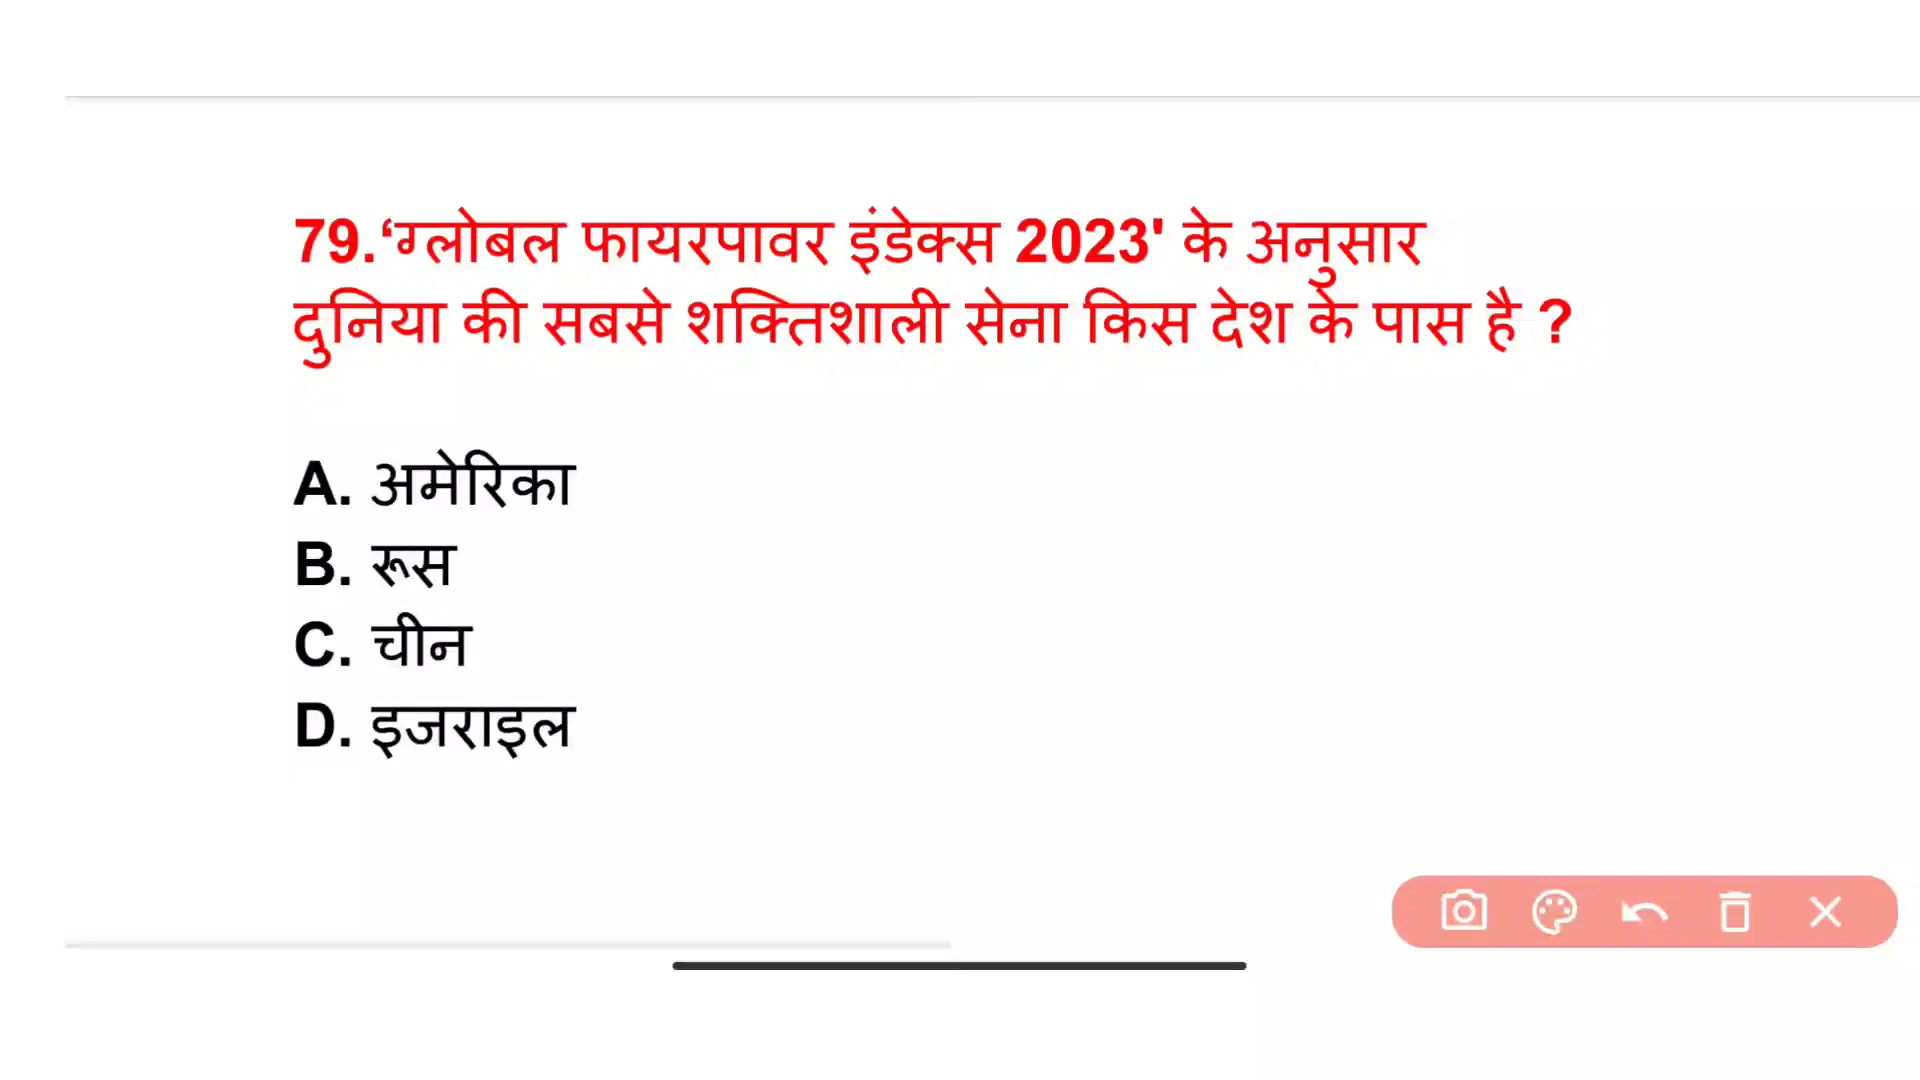 79.‘ग्लोबल फायरपावर इंडेक्स 2023' के अनुसार
दुनिया की सबसे शक्तिशाली सेना किस देश के पास है ?
A. अमेरिका
B. रूस
C. चीन
D. इजराइल